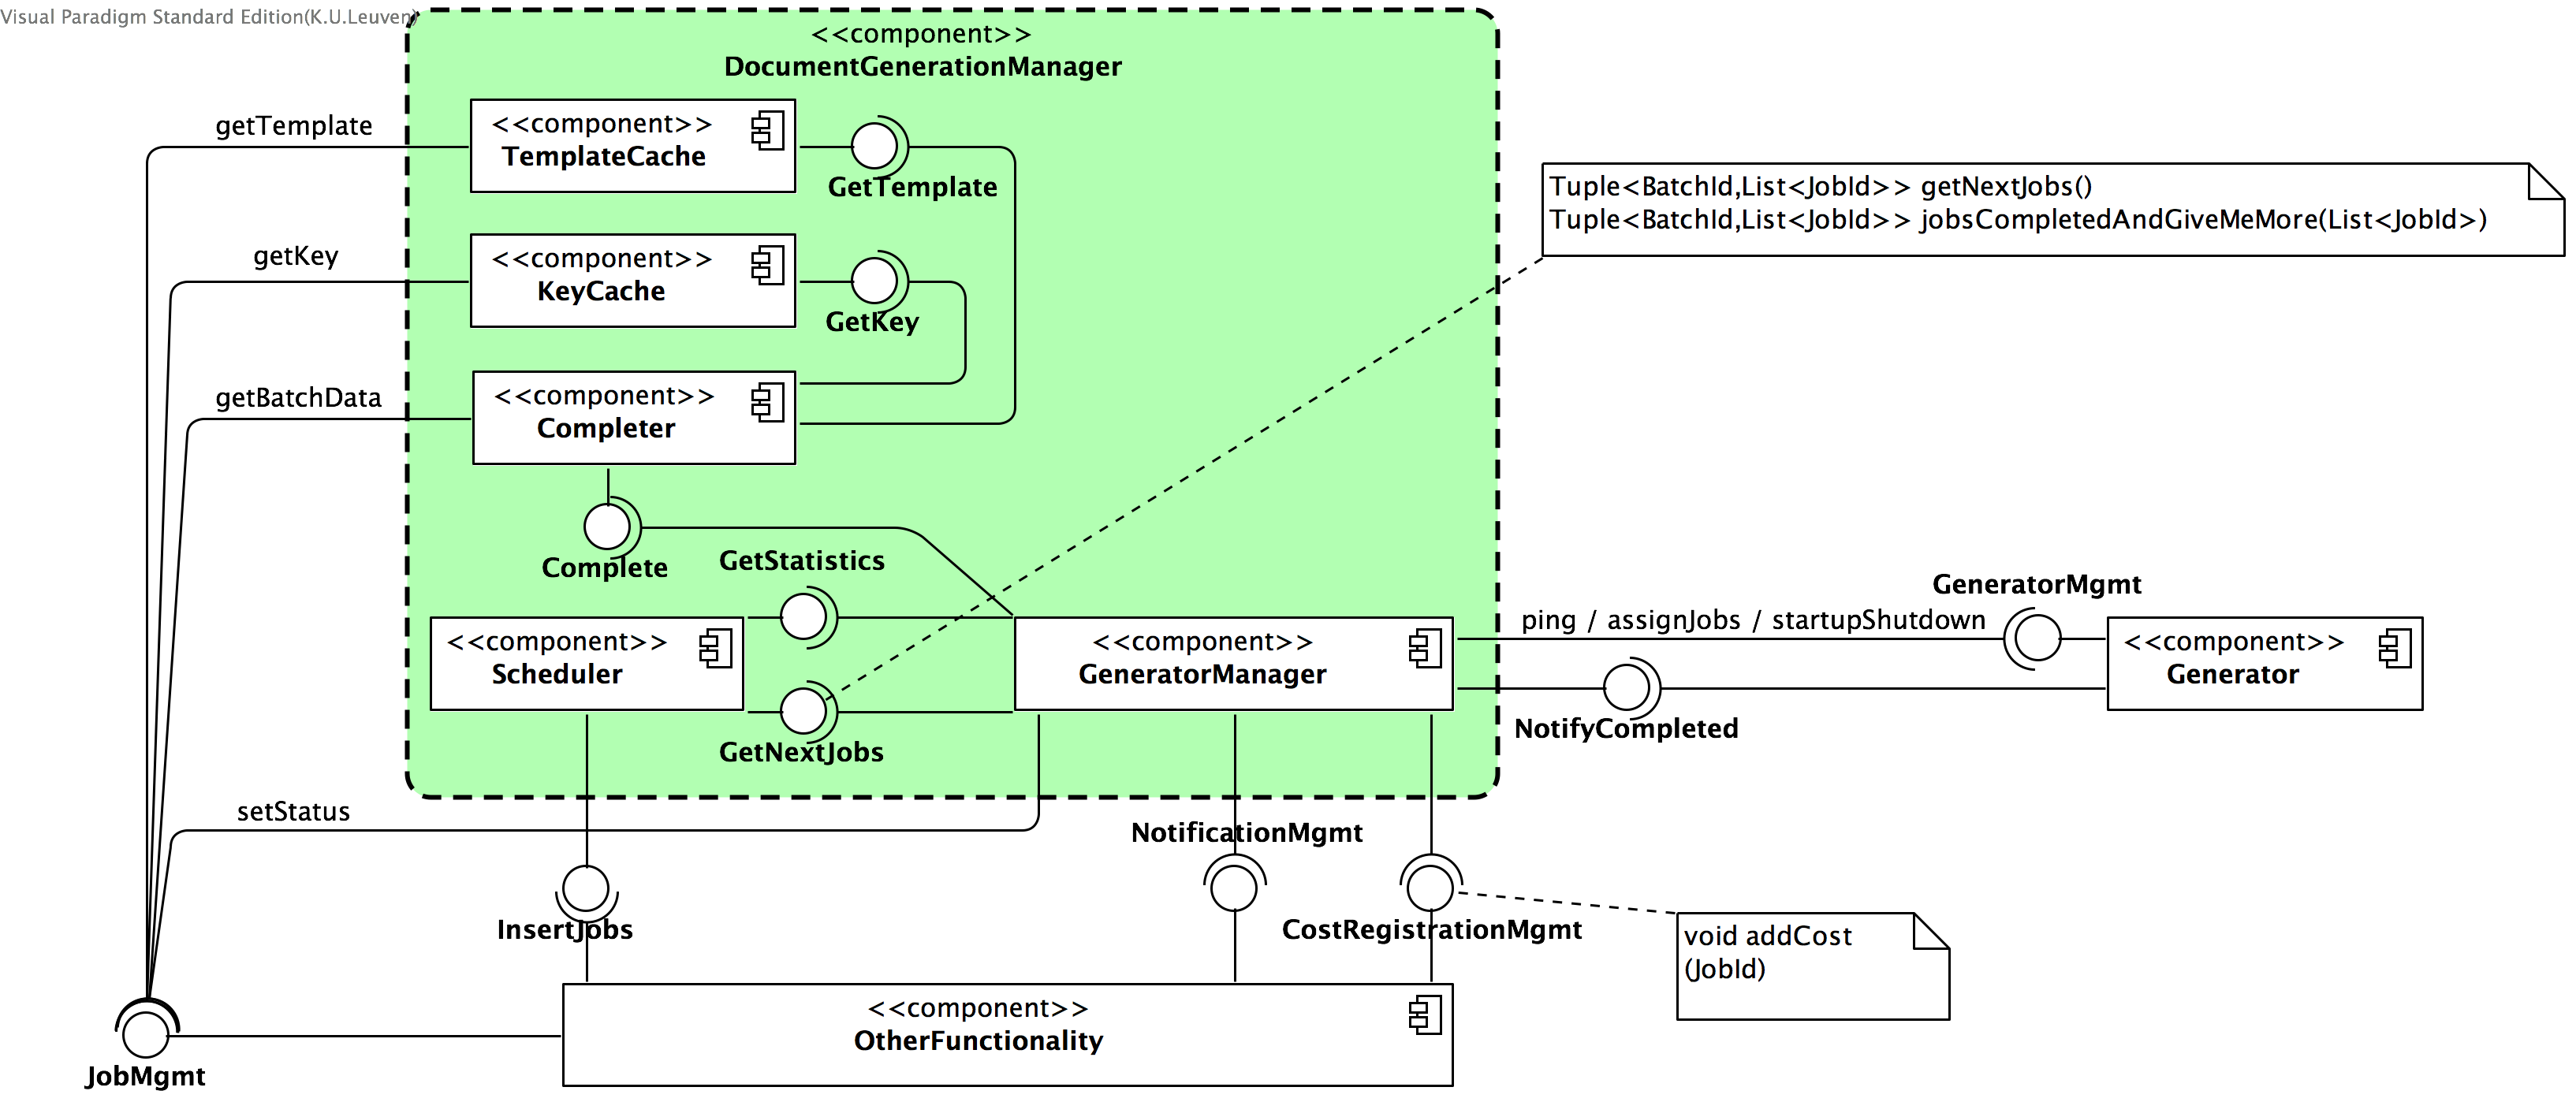 Visual Paradigm Standard Edition(K.U.Leuven)
<<component>>
DocumentGenerationManager
getTemplate
<<component>>
TemplateCache
GetTemplate
Tuple<BatchId,List<JobId>> getNextJobs()
Tuple<BatchId,List<JobId>> jobsCompletedAndGiveMeMore(List<JobId>)
getKey
<<component>>
KeyCache
GetKey
getBatchData
<<component>>
Completer
Complete
GetStatistics
<<component>>
Scheduler
GetNextJobs
<<component>>
GeneratorManager
ping / assignJobs / startupShutdown
GeneratorMgmt
<<component>>
Generator
NotifyCompleted
setStatus
NotificationMgmt
InsertJobs
CostRegistrationMgmt
void addCost
(JobId)
<<component>>
OtherFunctionality
JobMgmt